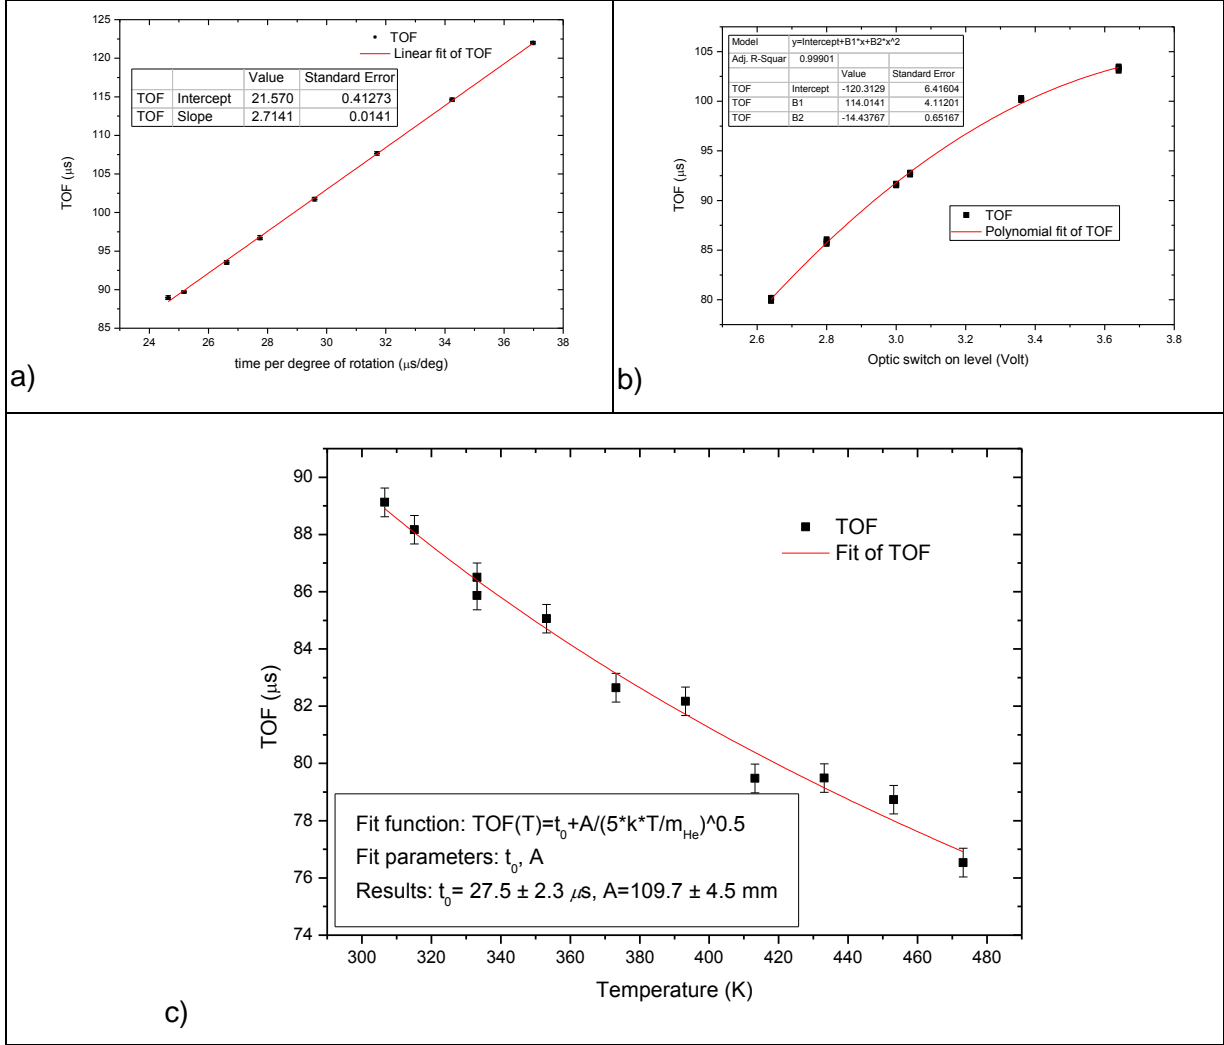 125
120
115
110
105
100
95
90
85
TOF (μs)
24 26 28 30 32 34 36 38
time per degree of rotation (μs/deg)
TOF
Linear fit of TOF
Value Standard Error
TOF Intercept 21.570 0.41273
TOF Slope 2.7141 0.0141
a)
105
100
95
90
85
80
TOF (μs)
2.6 2.8 3.0 3.2 3.4 3.6 3.8
Optic switch on level (Volt)
Model y=Intercept+B1*x+B2*x^2
Adj. R-Squar 0.99901
Value Standard Error
TOF Intercept -120.3129 6.41604
TOF B1 114.0141 4.11201
TOF B2 -14.43767 0.65167
TOF
Polynomial fit of TOF
b)
90
88
86
84
82
80
78
76
74
TOF (μs)
300 320 340 360 380 400 420 440 460 480
Temperature (K)
TOF
Fit of TOF
Fit function: TOF(T)=t0+A/(5*k*T/mHe)^0.5
Fit parameters: t0, A
Results: t0= 27.5 ± 2.3 μs, A=109.7 ± 4.5 mm
c)